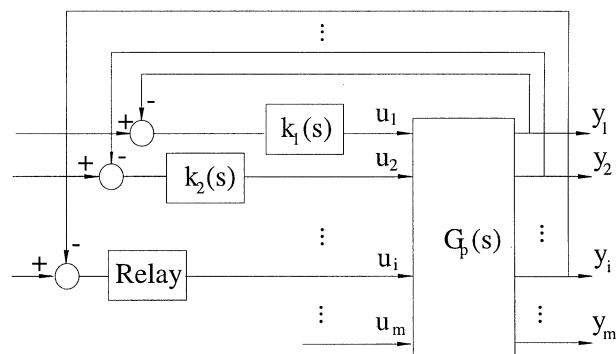 ⋮
- 
+ k₁(s) u₁ y₁
- 
+ k₂(s) u₂ y₂
⋮ Gₚ(s) ⋮
- 
+ Relay uᵢ yᵢ
⋮ ⋮
uₘ yₘ